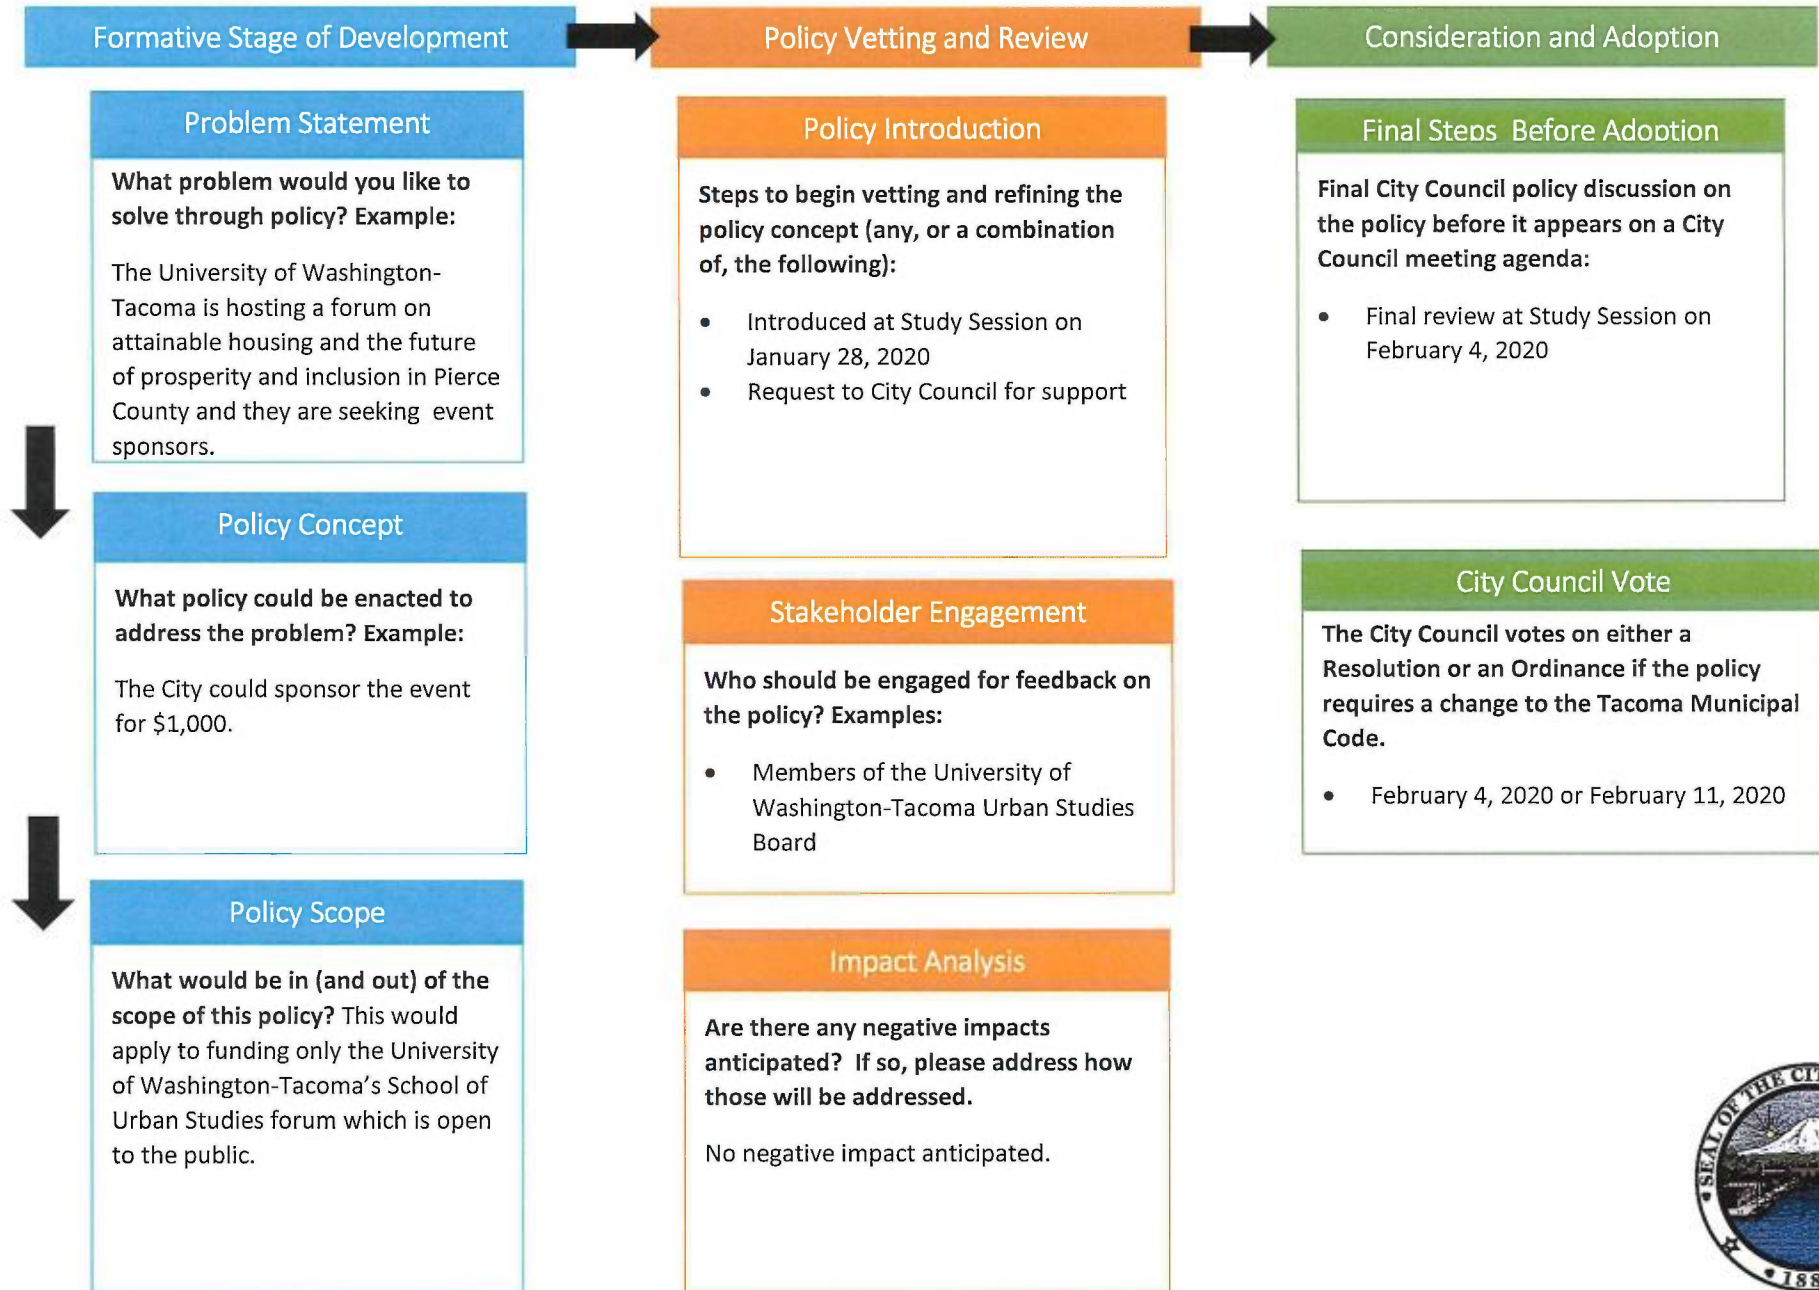 Formative Stage of Development
Policy Vetting and Review
Consideration and Adoption
Problem Statement
What problem would you like to
solve through policy? Example:
The University of Washington-
Tacoma is hosting a forum on
attainable housing and the future
of prosperity and inclusion in Pierce
County and they are seeking event
sponsors.
Policy Concept
What policy could be enacted to
address the problem? Example:
The City could sponsor the event
for $1,000.
Policy Scope
What would be in (and out) of the
scope of this policy? This would
apply to funding only the University
of Washington-Tacoma's School of
Urban Studies forum which is open
to the public.
Policy Introduction
Steps to begin vetting and refining the
policy concept (any, or a combination
of, the following):
• Introduced at Study Session on
January 28, 2020
• Request to City Council for support
Stakeholder Engagement
Who should be engaged for feedback on
the policy? Examples:
• Members of the University of
Washington-Tacoma Urban Studies
Board
Impact Analysis
Are there any negative impacts
anticipated? If so, please address how
those will be addressed.
No negative impact anticipated.
Final Steps Before Adoption
Final City Council policy discussion on
the policy before it appears on a City
Council meeting agenda:
• Final review at Study Session on
February 4, 2020
City Council Vote
The City Council votes on either a
Resolution or an Ordinance if the policy
requires a change to the Tacoma Municipal
Code.
• February 4, 2020 or February 11, 2020
SEAL OF THE CIT
188